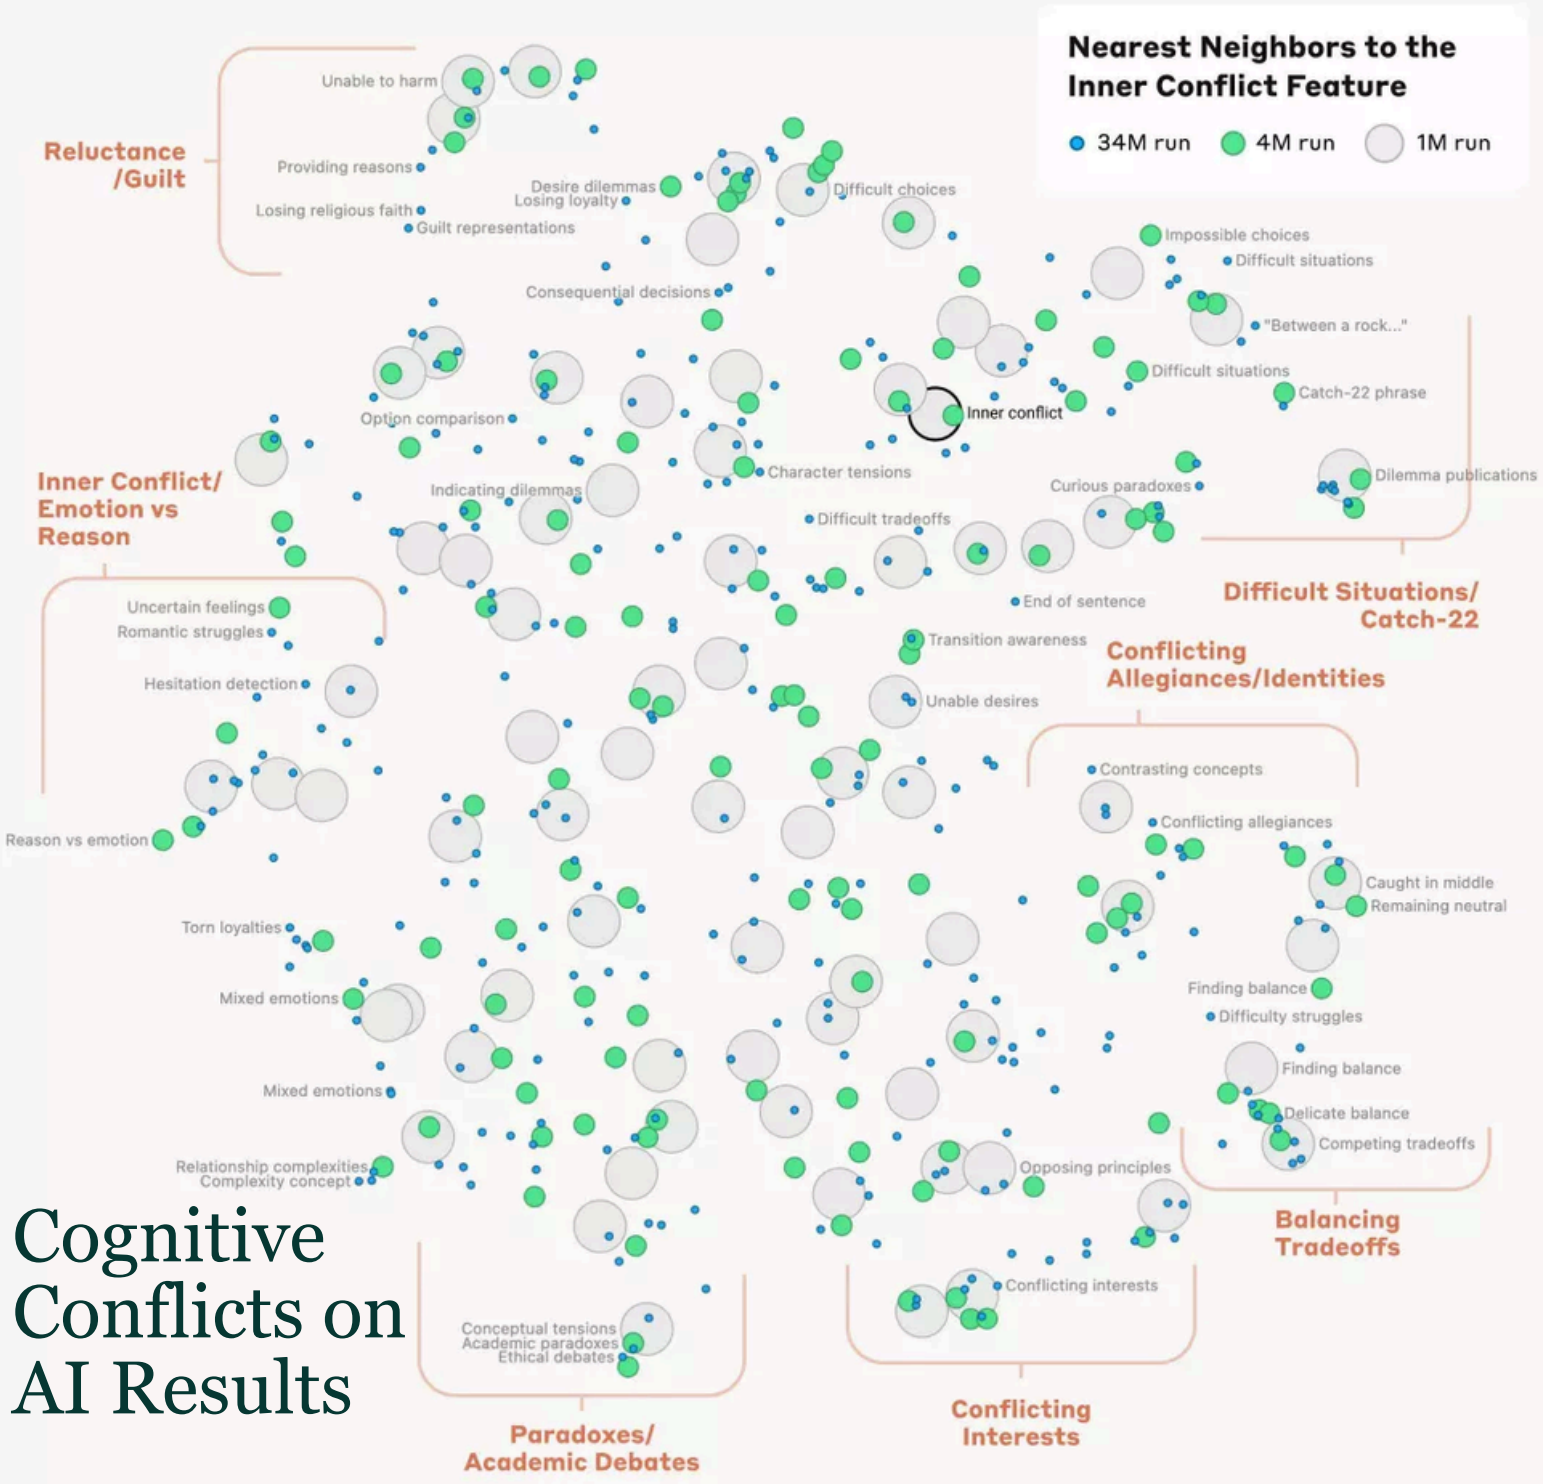 Nearest Neighbors to the
Inner Conflict Feature
34M run
4M run
1M run
Unable to harm
Reluctance
/Guilt
Providing reasons
Losing religious faith
Guilt representations
Desire dilemmas
Losing loyalty
Difficult choices
Consequential decisions
Impossible choices
Difficult situations
"Between a rock..."
Difficult situations
Catch-22 phrase
Option comparison
Inner conflict
Character tensions
Dilemma publications
Curious paradoxes
Indicating dilemmas
Difficult tradeoffs
Inner Conflict/
Emotion vs
Reason
Difficult Situations/
Catch-22
End of sentence
Uncertain feelings
Romantic struggles
Transition awareness
Conflicting
Allegiances/Identities
Hesitation detection
Unable desires
Contrasting concepts
Conflicting allegiances
Reason vs emotion
Caught in middle
Remaining neutral
Torn loyalties
Mixed emotions
Finding balance
Difficulty struggles
Finding balance
Mixed emotions
Delicate balance
Competing tradeoffs
Relationship complexities
Complexity concept
Opposing principles
Balancing
Tradeoffs
Cognitive
Conflicts on
AI Results
Conflicting interests
Conceptual tensions
Academic paradoxes
Ethical debates
Conflicting
Interests
Paradoxes/
Academic Debates